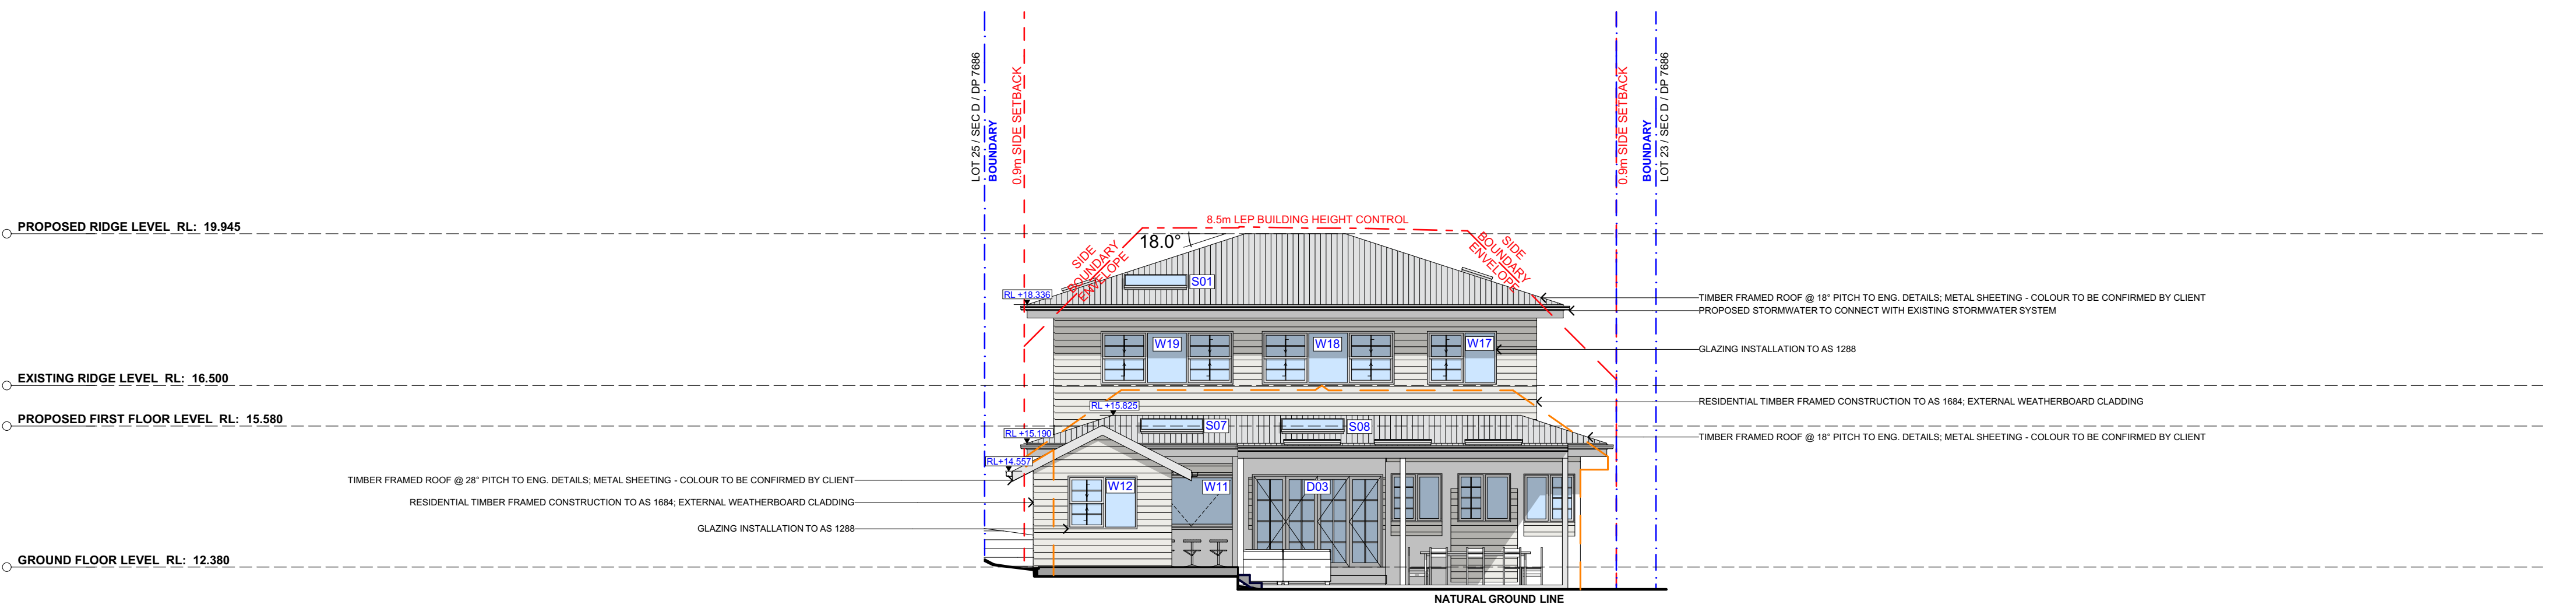 LOT 25 / SEC D / DP 7686
BOUNDARY
0.9m SIDE SETBACK
0.9m SIDE SETBACK
BOUNDARY
LOT 23 / SEC D / DP 7686
PROPOSED RIDGE LEVEL RL: 19.945
8.5m LEP BUILDING HEIGHT CONTROL
18.0°
SIDE
BOUNDARY
ENVELOPE
SIDE
BOUNDARY
ENVELOPE
S01
RL +18.336
TIMBER FRAMED ROOF @ 18° PITCH TO ENG. DETAILS; METAL SHEETING - COLOUR TO BE CONFIRMED BY CLIENT
PROPOSED STORMWATER TO CONNECT WITH EXISTING STORMWATER SYSTEM
W19
W18
W17
GLAZING INSTALLATION TO AS 1288
EXISTING RIDGE LEVEL RL: 16.500
RL +15.825
RESIDENTIAL TIMBER FRAMED CONSTRUCTION TO AS 1684; EXTERNAL WEATHERBOARD CLADDING
PROPOSED FIRST FLOOR LEVEL RL: 15.580
S07
S08
RL +15.190
TIMBER FRAMED ROOF @ 18° PITCH TO ENG. DETAILS; METAL SHEETING - COLOUR TO BE CONFIRMED BY CLIENT
RL+14.557
TIMBER FRAMED ROOF @ 28° PITCH TO ENG. DETAILS; METAL SHEETING - COLOUR TO BE CONFIRMED BY CLIENT
W12
W11
D03
RESIDENTIAL TIMBER FRAMED CONSTRUCTION TO AS 1684; EXTERNAL WEATHERBOARD CLADDING
GLAZING INSTALLATION TO AS 1288
GROUND FLOOR LEVEL RL: 12.380
NATURAL GROUND LINE